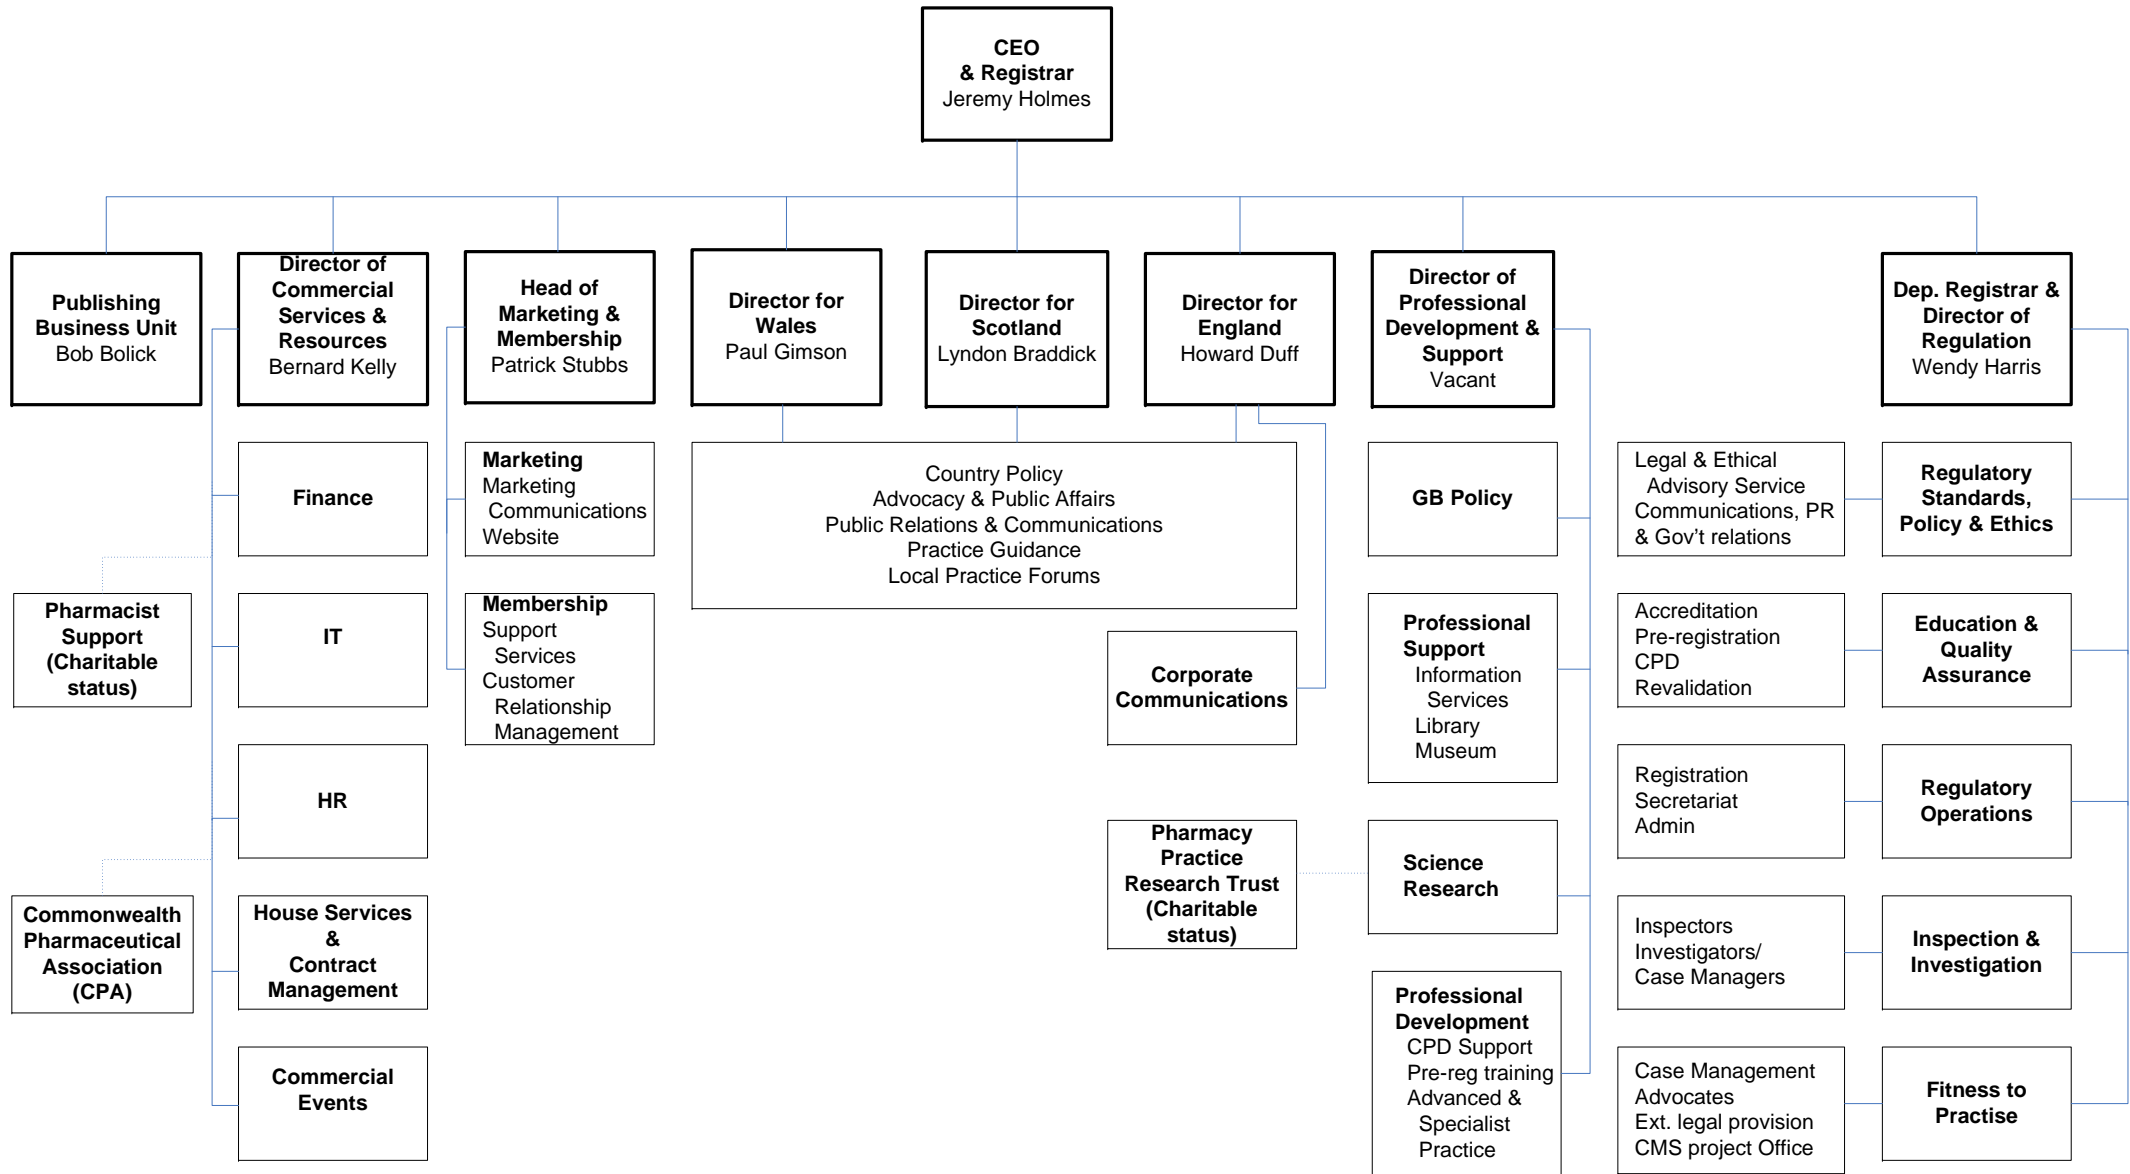 CEO
& Registrar
Jeremy Holmes
Publishing
Business Unit
Bob Bolick
Director of
Commercial
Services &
Resources
Bernard Kelly
Head of
Marketing &
Membership
Patrick Stubbs
Director for
Wales
Paul Gimson
Director for
Scotland
Lyndon Braddick
Director for
England
Howard Duff
Director of
Professional
Development &
Support
Vacant
Dep. Registrar &
Director of
Regulation
Wendy Harris
Finance
Marketing
Marketing
Communications
Website
Country Policy
Advocacy & Public Affairs
Public Relations & Communications
Practice Guidance
Local Practice Forums
GB Policy
Legal & Ethical
Advisory Service
Communications, PR
& Gov't relations
Regulatory
Standards,
Policy & Ethics
Pharmacist
Support
(Charitable
status)
IT
Membership
Support
Services
Customer
Relationship
Management
Corporate
Communications
Professional
Support
Information
Services
Library
Museum
Accreditation
Pre-registration
CPD
Revalidation
Education &
Quality
Assurance
HR
Pharmacy
Practice
Research Trust
(Charitable
status)
Science
Research
Registration
Secretariat
Admin
Regulatory
Operations
Commonwealth
Pharmaceutical
Association
(CPA)
House Services
&
Contract
Management
Inspectors
Investigators/
Case Managers
Inspection &
Investigation
Commercial
Events
Professional
Development
CPD Support
Pre-reg training
Advanced &
Specialist
Practice
Case Management
Advocates
Ext. legal provision
CMS project Office
Fitness to
Practise